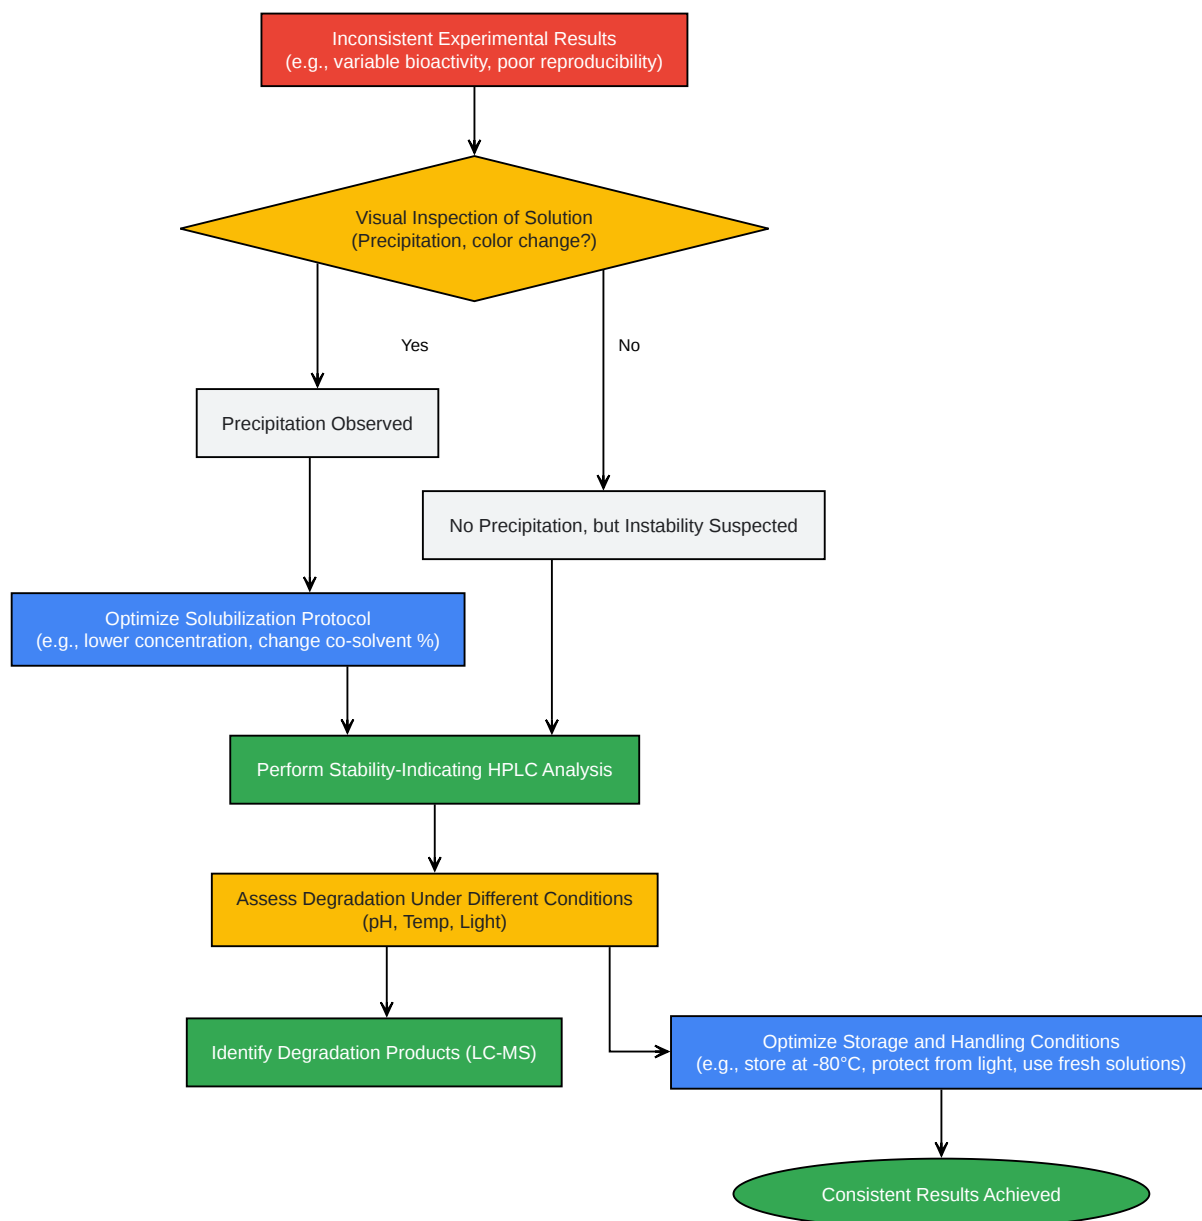 Inconsistent Experimental Results
(e.g., variable bioactivity, poor reproducibility)
Visual Inspection of Solution
(Precipitation, color change?)
Yes
No
Precipitation Observed
No Precipitation, but Instability Suspected
Optimize Solubilization Protocol
(e.g., lower concentration, change co-solvent %)
Perform Stability-Indicating HPLC Analysis
Assess Degradation Under Different Conditions
(pH, Temp, Light)
Identify Degradation Products (LC-MS)
Optimize Storage and Handling Conditions
(e.g., store at -80°C, protect from light, use fresh solutions)
Consistent Results Achieved